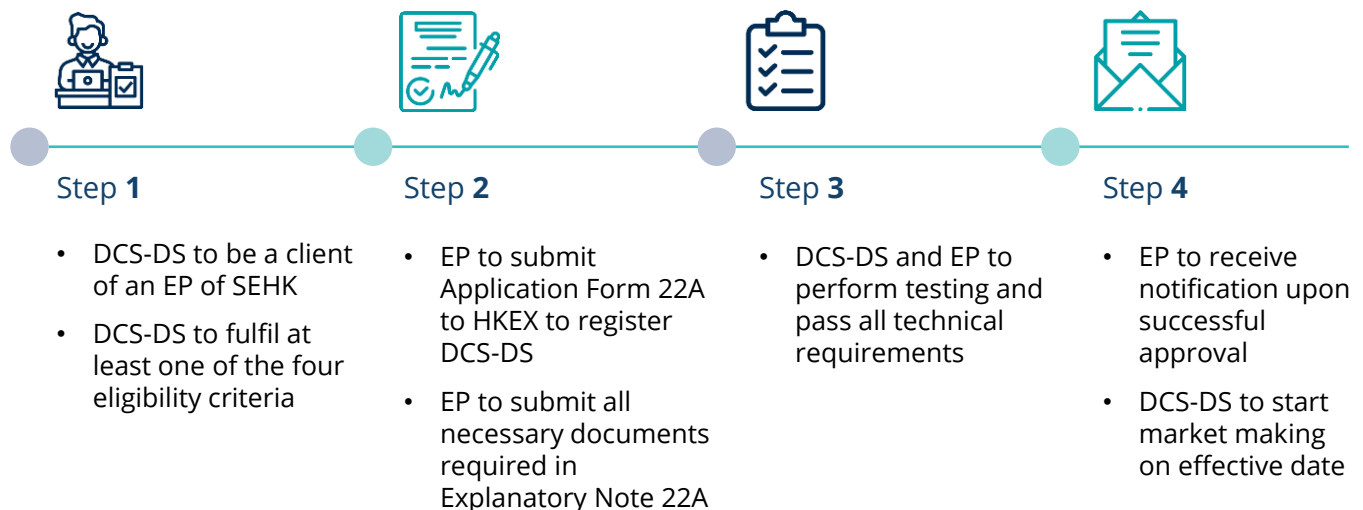 Step 1
• DCS-DS to be a client
of an EP of SEHK
• DCS-DS to fulfil at
least one of the four
eligibility criteria
Step 2
• EP to submit
Application Form 22A
to HKEX to register
DCS-DS
• EP to submit all
necessary documents
required in
Explanatory Note 22A
Step 3
• DCS-DS and EP to
perform testing and
pass all technical
requirements
Step 4
• EP to receive
notification upon
successful
approval
• DCS-DS to start
market making
on effective date